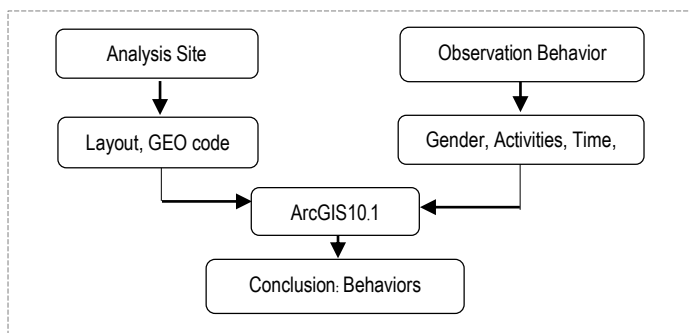 Analysis Site
Observation Behavior
Layout, GEO code
Gender, Activities, Time,
ArcGIS10.1
Conclusion: Behaviors